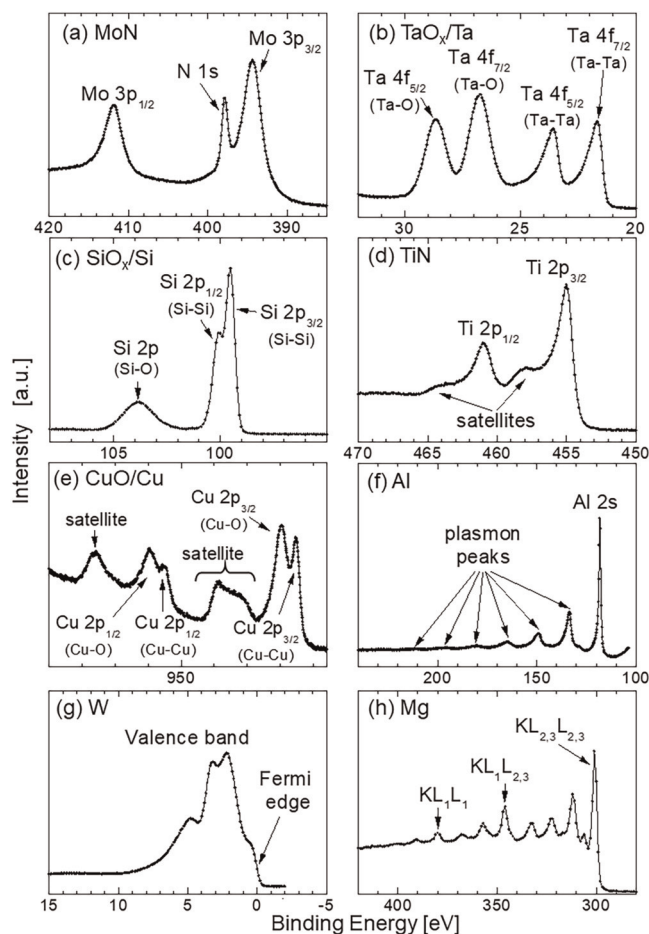 Intensity [a.u.]
(a) MoN
Mo 3p1/2
N 1s
Mo 3p3/2
420 410 400 390
(b) TaOx/Ta
Ta 4f5/2
(Ta-O)
Ta 4f7/2
(Ta-O)
Ta 4f5/2
(Ta-Ta)
Ta 4f7/2
(Ta-Ta)
30 25 20
(c) SiOx/Si
Si 2p
(Si-O)
Si 2p1/2
(Si-Si)
Si 2p3/2
(Si-Si)
104 100
(d) TiN
Ti 2p1/2
Ti 2p3/2
satellites
470 465 460 455 450
(e) CuO/Cu
satellite
Cu 2p1/2
(Cu-O)
Cu 2p1/2
(Cu-Cu)
satellite
Cu 2p3/2
(Cu-O)
Cu 2p3/2
(Cu-Cu)
950
(f) Al
plasmon
peaks
Al 2s
200 150 100
(g) W
Valence band
Fermi
edge
15 10 5 0 -5
(h) Mg
KL1L1
KL1L2,3
KL2,3L2,3
400 350 300
Binding Energy [eV]